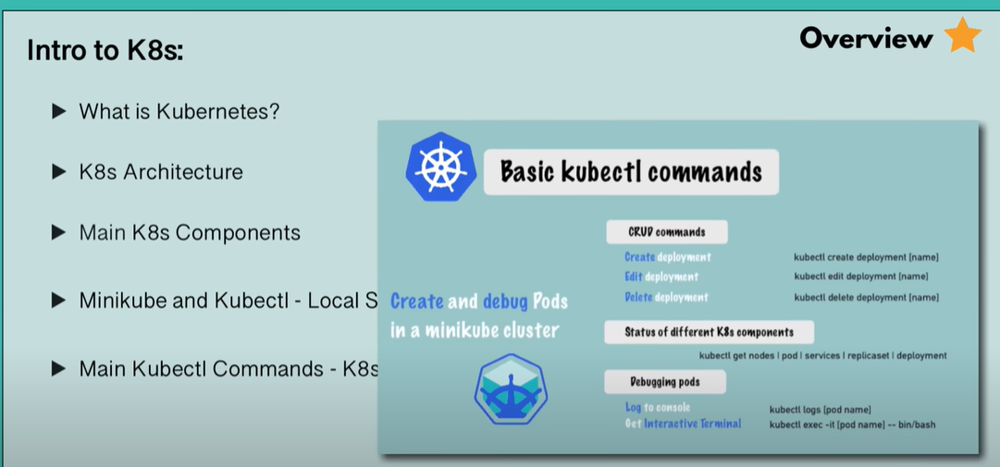 Overview
Intro to K8s:
What is Kubernetes?
K8s Architecture
Main K8s Components
Minikube and Kubectl - Local S
Main Kubectl Commands - K8s
Basic kubectl commands
Create and debug Pods
in a minikube cluster
CRUD commands
Create deployment kubectl create deployment [name]
Edit deployment kubectl edit deployment [name]
Delete deployment kubectl delete deployment [name]
Status of different K8s components
kubectl get nodes | pod | services | replicaset | deployment
Debugging pods
Log to console kubectl logs [pod name]
Get Interactive Terminal kubectl exec -it [pod name] -- bin/bash